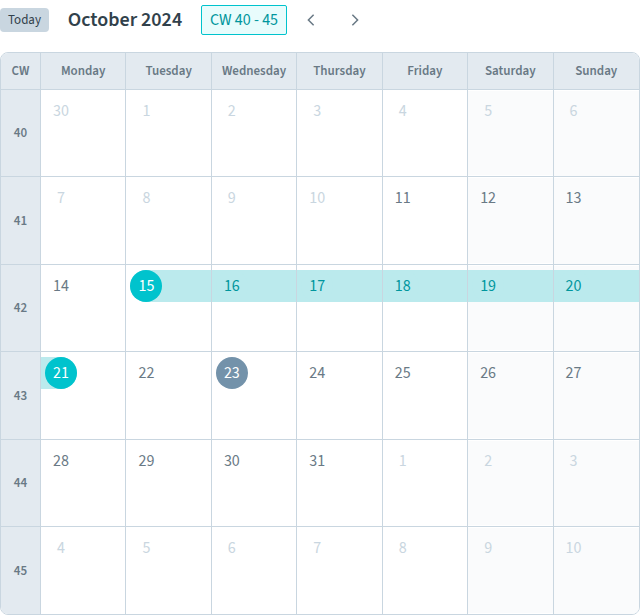 Today October 2024 CW 40 - 45
CW Monday Tuesday Wednesday Thursday Friday Saturday Sunday
40 30 1 2 3 4 5 6
41 7 8 9 10 11 12 13
42 14 15 16 17 18 19 20
43 21 22 23 24 25 26 27
44 28 29 30 31 1 2 3
45 4 5 6 7 8 9 10